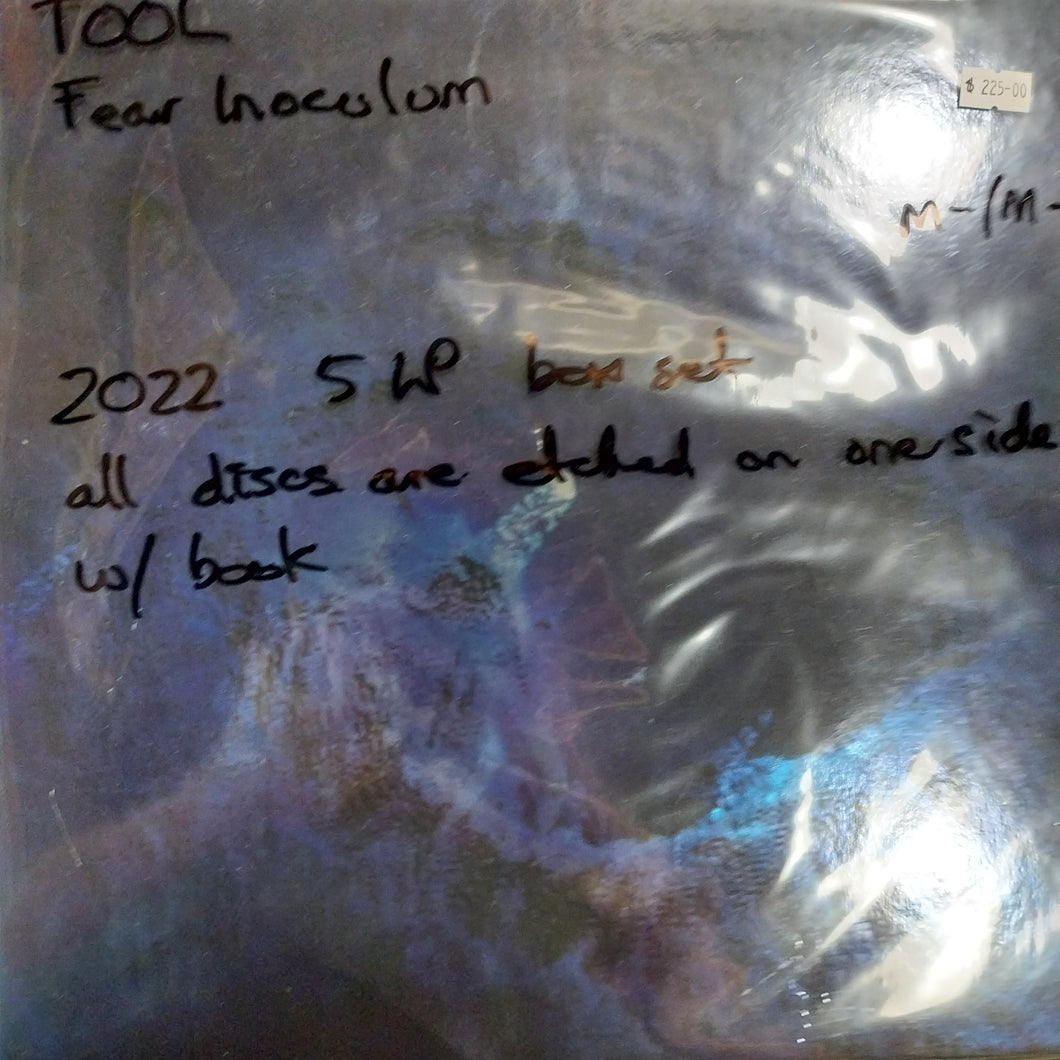 TOOL
Fear Inoculum
$ 225-00
M-/M-
2022 5 LP box set
all discs are etched on one side
w/ book